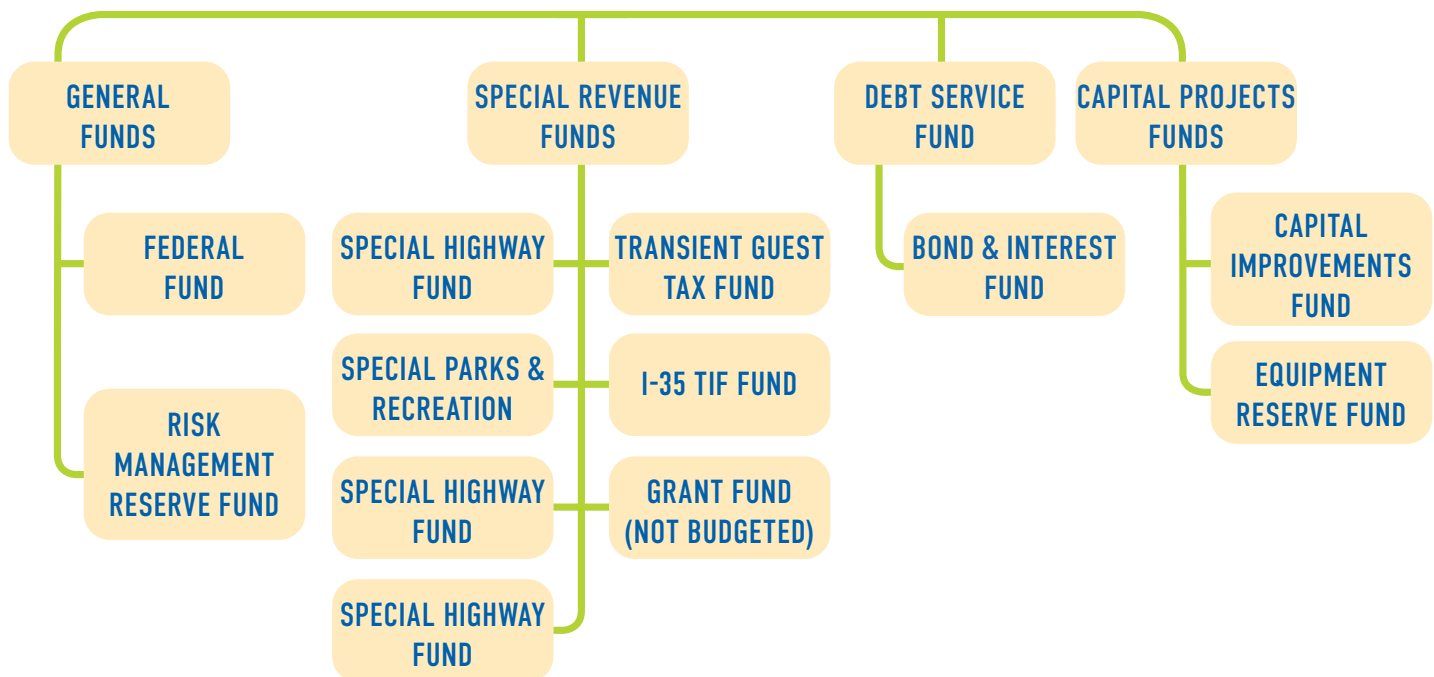 GENERAL
FUNDS
SPECIAL REVENUE
FUNDS
DEBT SERVICE
FUND
CAPITAL PROJECTS
FUNDS
FEDERAL
FUND
RISK
MANAGEMENT
RESERVE FUND
SPECIAL HIGHWAY
FUND
TRANSIENT GUEST
TAX FUND
SPECIAL PARKS &
RECREATION
I-35 TIF FUND
SPECIAL HIGHWAY
FUND
GRANT FUND
(NOT BUDGETED)
SPECIAL HIGHWAY
FUND
BOND & INTEREST
FUND
CAPITAL
IMPROVEMENTS
FUND
EQUIPMENT
RESERVE FUND